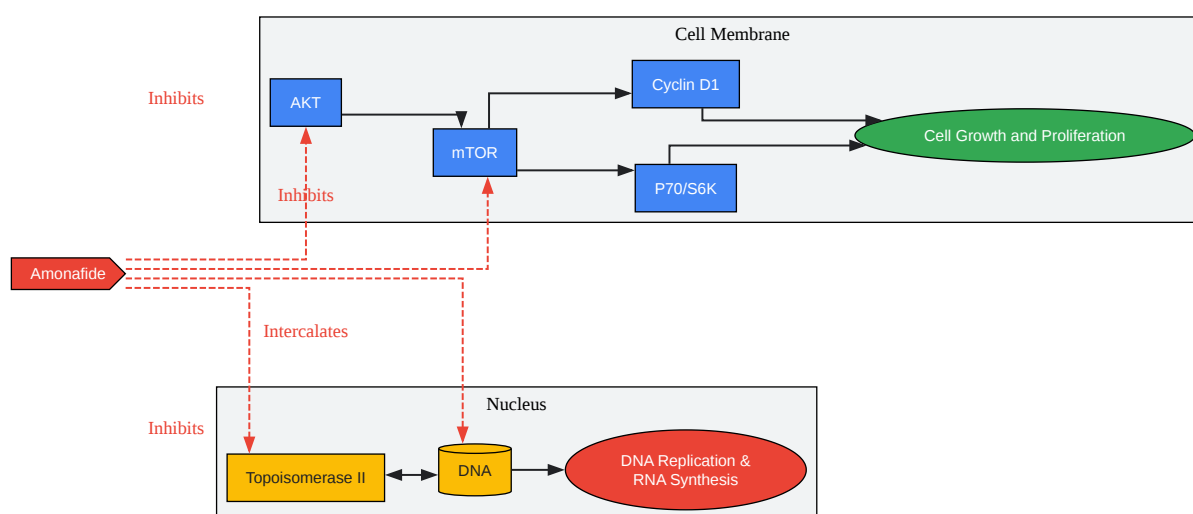 Cell Membrane
Inhibits
AKT
Cyclin D1
mTOR
Cell Growth and Proliferation
P70/S6K
Inhibits
Amonafide
Intercalates
Nucleus
Inhibits
Topoisomerase II
DNA
DNA Replication &
RNA Synthesis